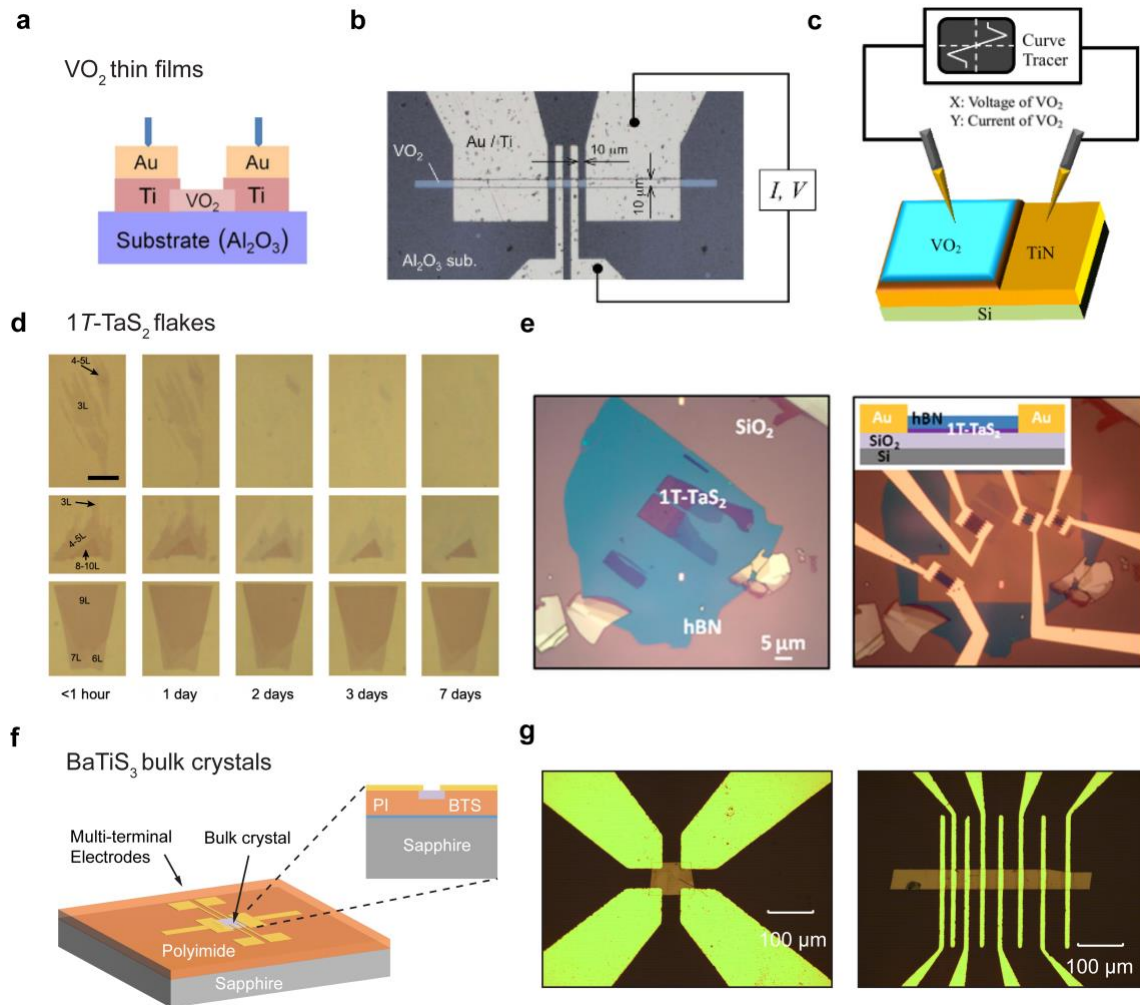 a
VO2 thin films
Au
Au
Ti
VO2
Ti
Substrate (Al2O3)
b
Au / Ti
VO2
10 μm
10 μm
I, V
Al2O3 sub.
c
Curve
Tracer
X: Voltage of VO2
Y: Current of VO2
VO2
TiN
Si
d
1T-TaS2 flakes
4-5L
3L
3L
4-5L
8-10L
9L
7L
6L
<1 hour
1 day
2 days
3 days
7 days
e
SiO2
1T-TaS2
hBN
5 μm
Au
hBN
Au
1T-TaS2
SiO2
Si
f
BaTiS3 bulk crystals
PI
BTS
Sapphire
Multi-terminal
Electrodes
Bulk crystal
Polyimide
Sapphire
g
100 μm
100 μm